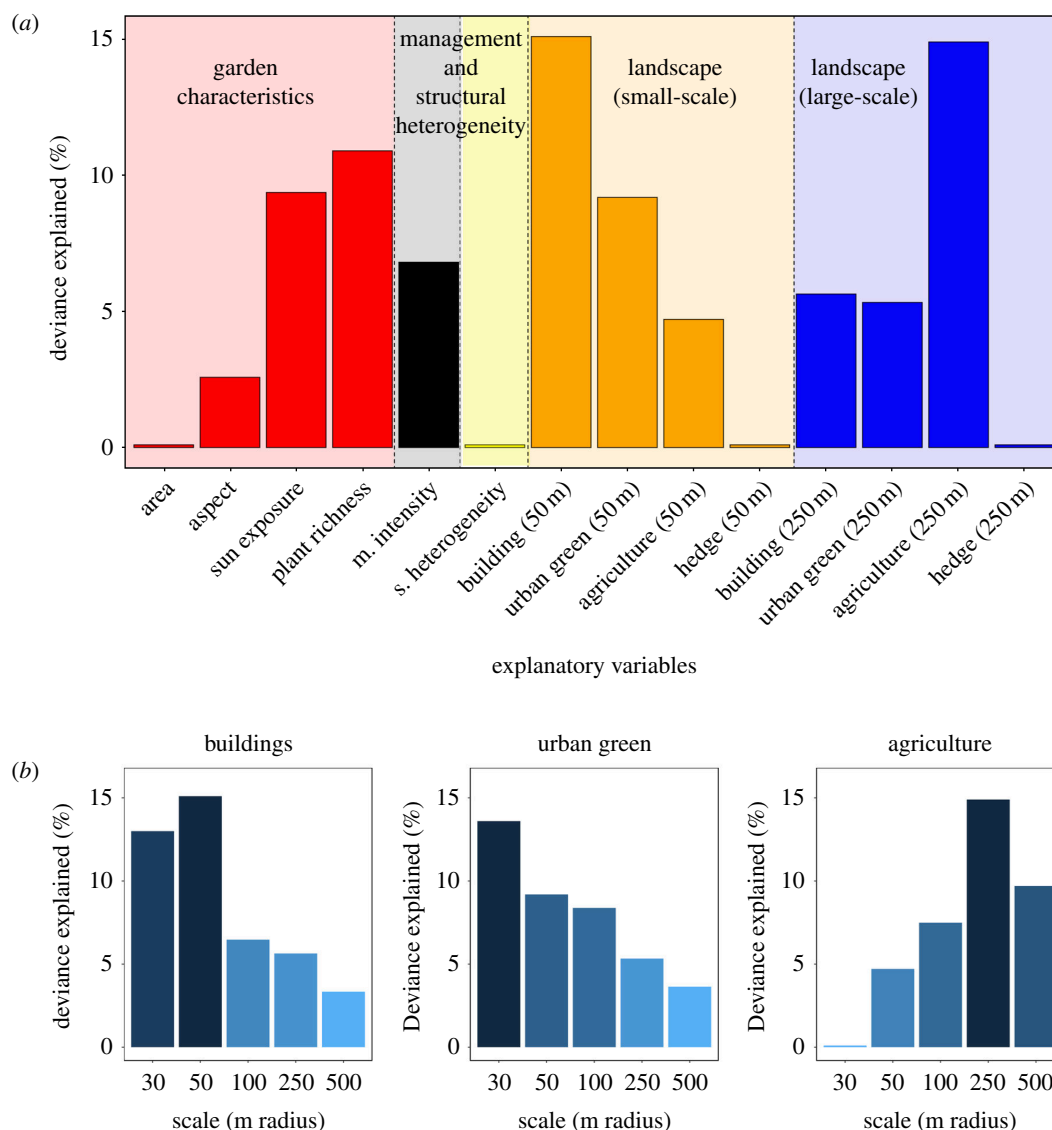 (a)
garden
characteristics
management
and
structural
heterogeneity
landscape
(small-scale)
landscape
(large-scale)
deviance explained (%)
15
10
5
0
area
aspect
sun exposure
plant richness
m. intensity
s. heterogeneity
building (50 m)
urban green (50 m)
agriculture (50 m)
hedge (50 m)
building (250 m)
urban green (250 m)
agriculture (250 m)
hedge (250 m)
explanatory variables
(b)
buildings
deviance explained (%)
15
10
5
0
30 50 100 250 500
scale (m radius)
urban green
Deviance explained (%)
15
10
5
0
30 50 100 250 500
scale (m radius)
agriculture
Deviance explained (%)
15
10
5
0
30 50 100 250 500
scale (m radius)